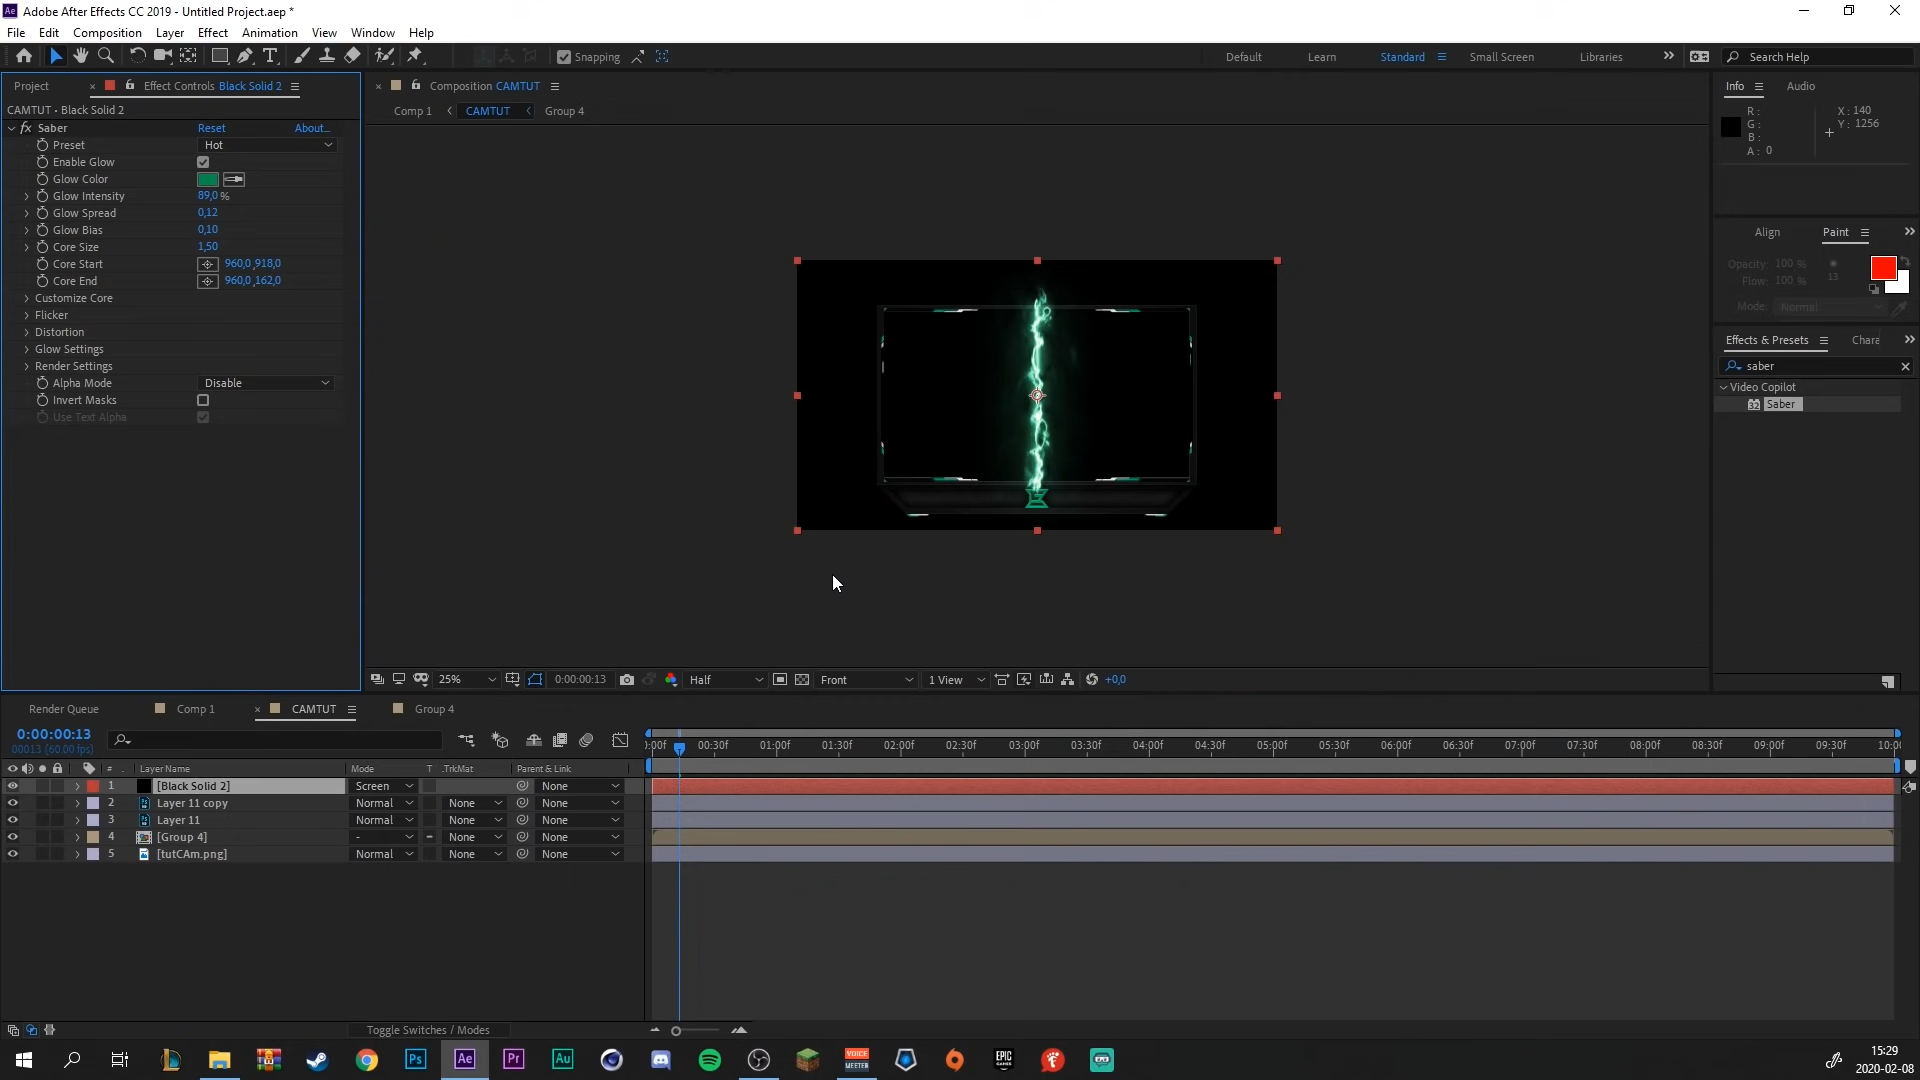 Adobe After Effects CC 2019 - Untitled Project.aep *
File Edit Composition Layer Effect Animation View Window Help
Snapping Default Learn Standard Small Screen Libraries Search Help
Project Effect Controls Black Solid 2
CAMTUT - Black Solid 2
fx Saber Reset About...
Preset Hot
Enable Glow
Glow Color
Glow Intensity 89,0 %
Glow Spread 0,12
Glow Bias 0,10
Core Size 1,50
Core Start 960,0 ,918,0
Core End 960,0 ,162,0
Customize Core
Flicker
Distortion
Glow Settings
Render Settings
Alpha Mode Disable
Invert Masks
Use Text Alpha
Composition CAMTUT
Comp 1 CAMTUT Group 4
25% 0:00:00:13 Half Front 1 View +0,0
Info Audio
R :
G :
B :
A : 0
X : 140
Y : 1256
Align Paint
Opacity: 100 %
Flow: 100 %
13
Mode: Normal
Effects & Presets Chara
saber
Video Copilot
32 Saber
Render Queue Comp 1 CAMTUT Group 4
0:00:00:13
00013 (60.00 fps)
):00f 00:30f 01:00f 01:30f 02:00f 02:30f 03:00f 03:30f 04:00f 04:30f 05:00f 05:30f 06:00f 06:30f 07:00f 07:30f 08:00f 08:30f 09:00f 09:30f 10:00
# Layer Name Mode T .TrkMat Parent & Link
1 [Black Solid 2] Screen None
2 Layer 11 copy Normal None None
3 Layer 11 Normal None None
4 [Group 4] - None None
5 [tutCAm.png] Normal None None
Toggle Switches / Modes
Ps Ae Pr Au VOICE MEETER EPIC GAMES
15:29
2020-02-08